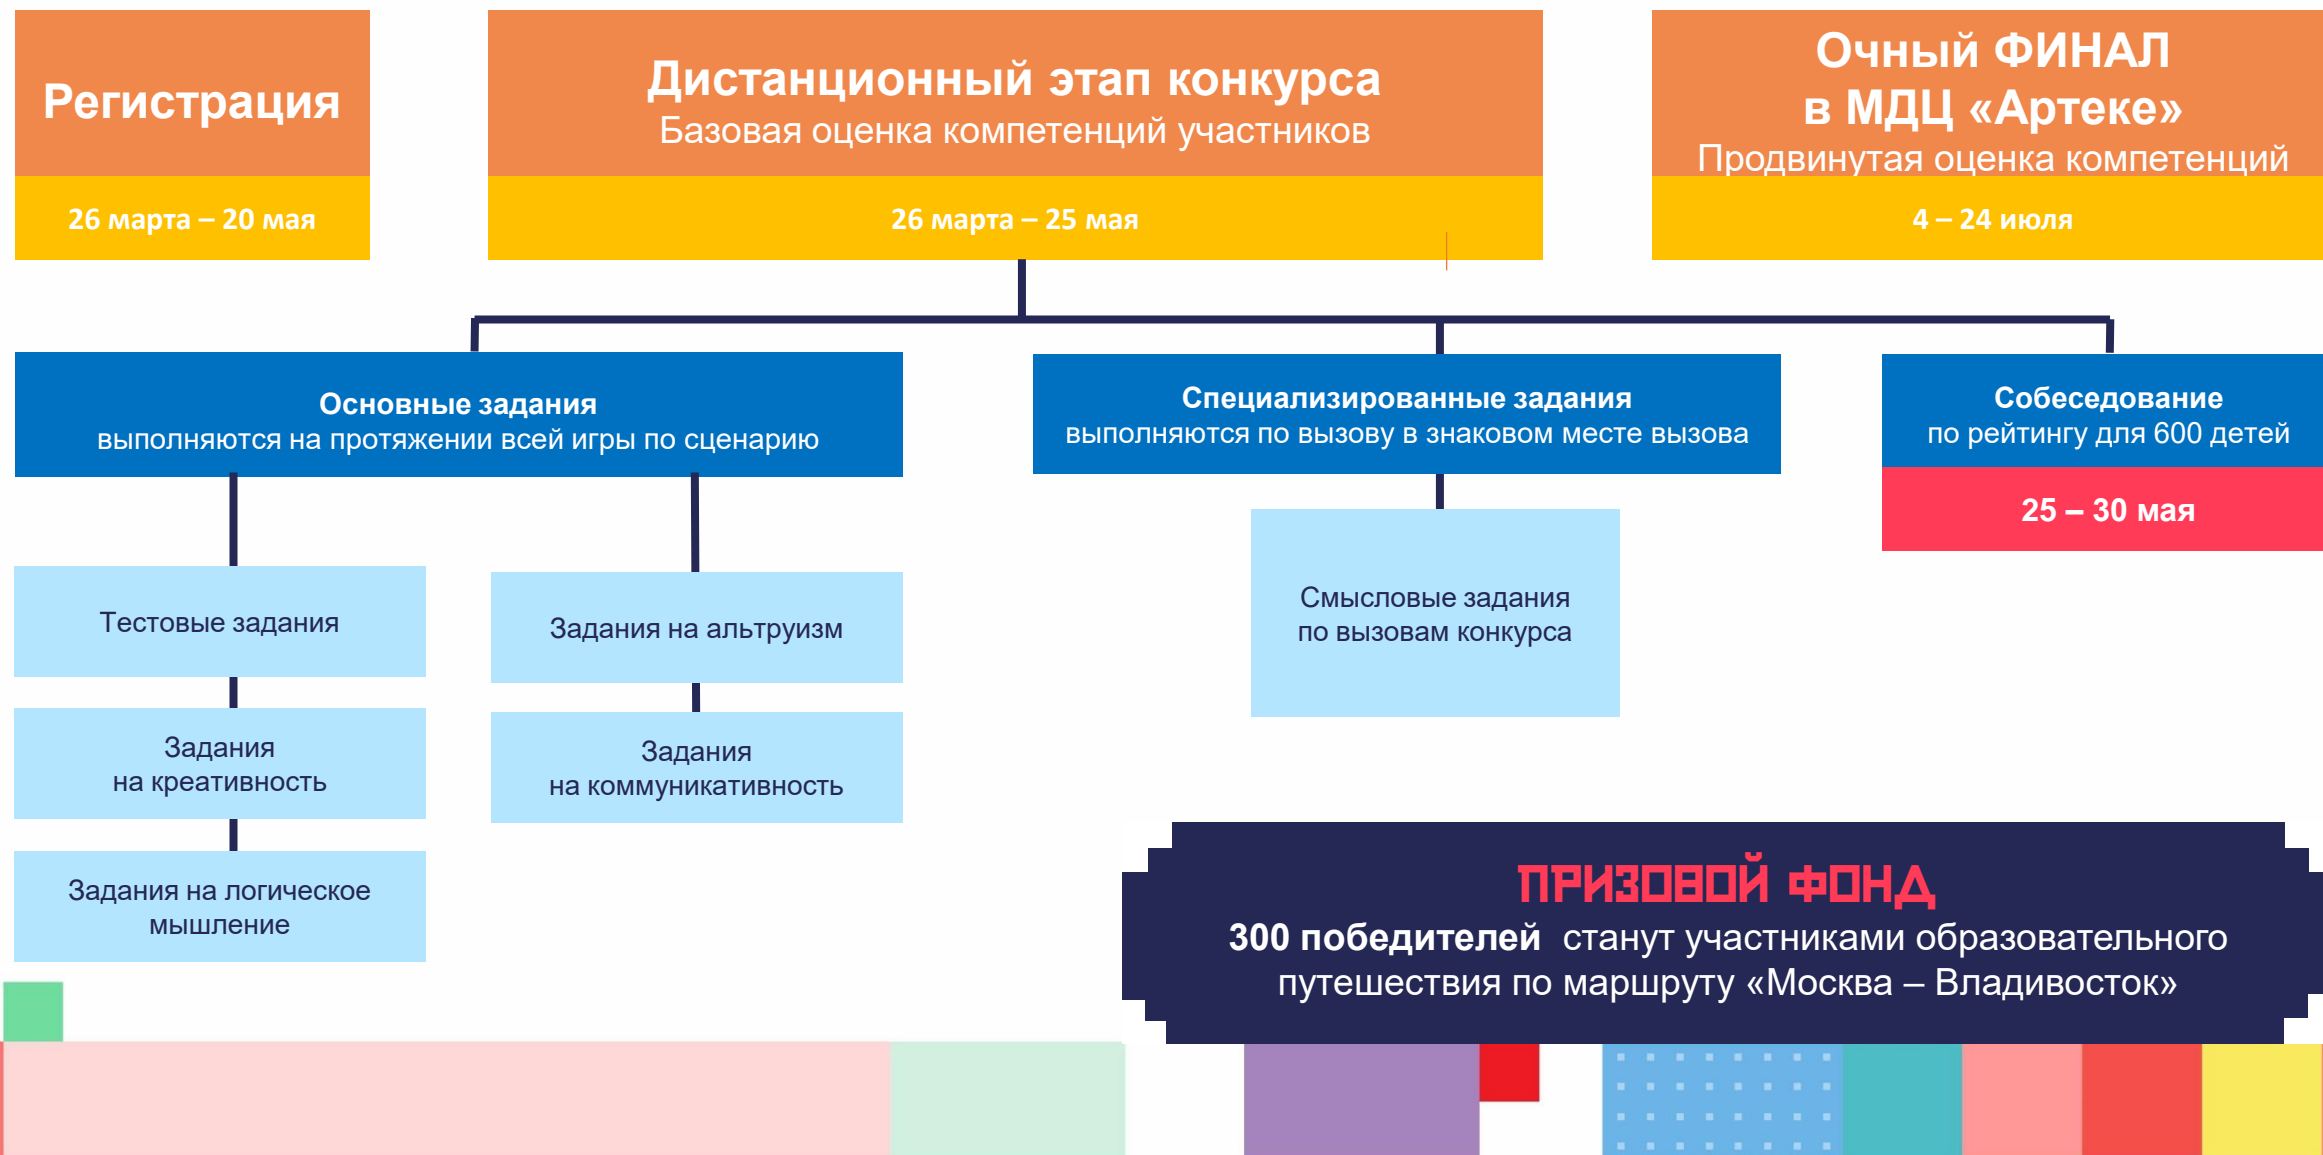 Регистрация
26 марта – 20 мая
Дистанционный этап конкурса
Базовая оценка компетенций участников
26 марта – 25 мая
Очный ФИНАЛ
в МДЦ «Артеке»
Продвинутая оценка компетенций
4 – 24 июля
Основные задания
выполняются на протяжении всей игры по сценарию
Специализированные задания
выполняются по вызову в знаковом месте вызова
Собеседование
по рейтингу для 600 детей
25 – 30 мая
Тестовые задания
Задания
на креативность
Задания на логическое
мышление
Задания на альтруизм
Задания
на коммуникативность
Смысловые задания
по вызовам конкурса
ПРИЗОВОЙ ФОНД
300 победителей станут участниками образовательного
путешествия по маршруту «Москва – Владивосток»